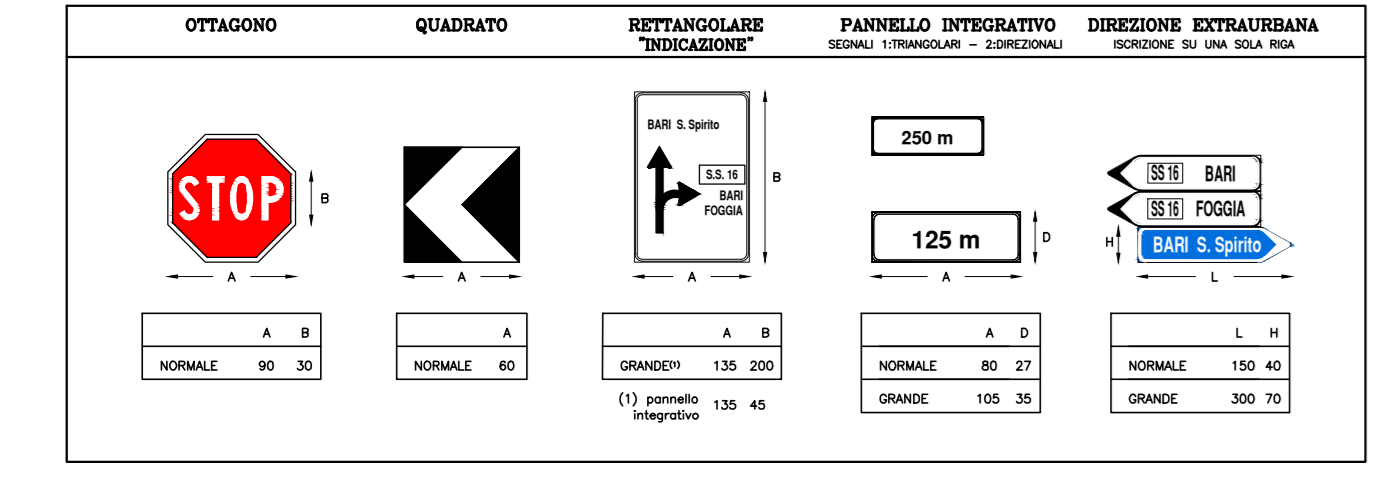 OTTAGONO
STOP
B
A
A B
NORMALE 90 30
QUADRATO
A
A
NORMALE 60
RETTANGOLARE
"INDICAZIONE"
BARI S. Spirito
S.S. 16
BARI
FOGGIA
B
A
A B
GRANDE(1) 135 200
(1) pannello
integrativo 135 45
PANNELLO INTEGRATIVO
SEGNALI 1:TRIANGOLARI – 2:DIREZIONALI
250 m
125 m
D
A
A D
NORMALE 80 27
GRANDE 105 35
DIREZIONE EXTRAURBANA
ISCRIZIONE SU UNA SOLA RIGA
SS 16 BARI
SS 16 FOGGIA
BARI S. Spirito
H
L
L H
NORMALE 150 40
GRANDE 300 70